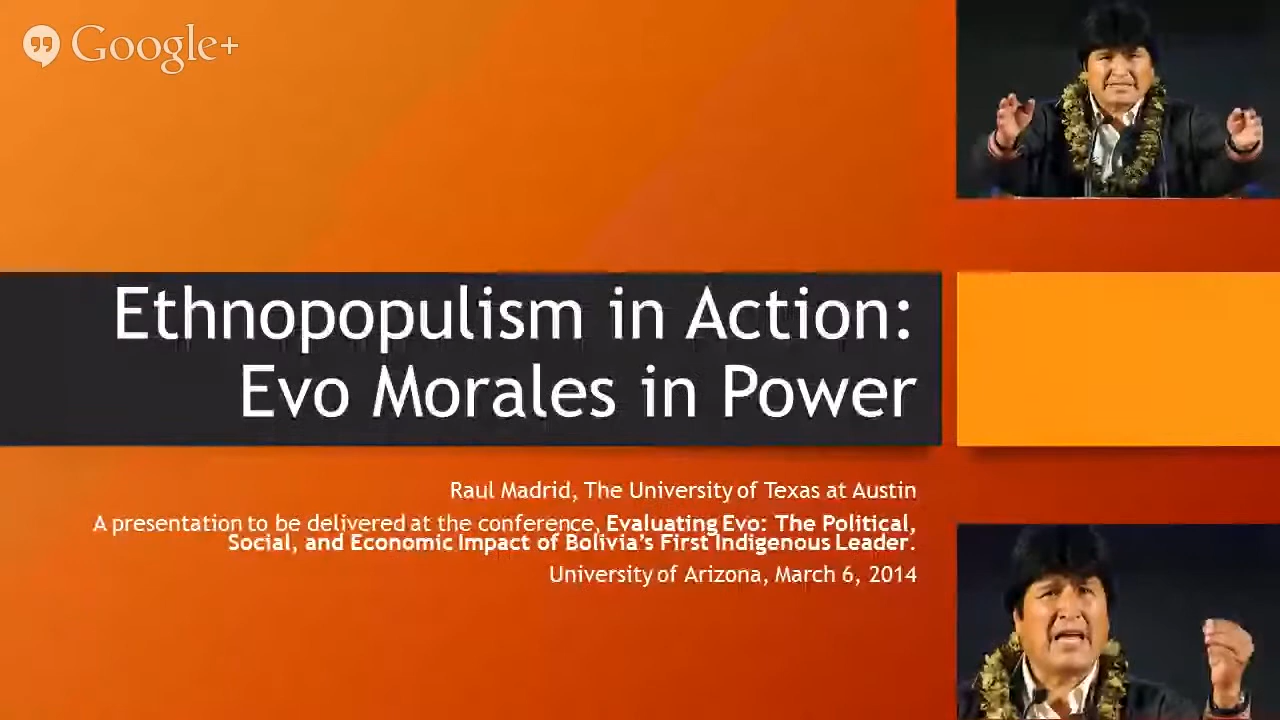 Google+
Ethnopopulism in Action:
Evo Morales in Power
Raul Madrid, The University of Texas at Austin
A presentation to be delivered at the conference, Evaluating Evo: The Political,
Social, and Economic Impact of Bolivia's First Indigenous Leader.
University of Arizona, March 6, 2014